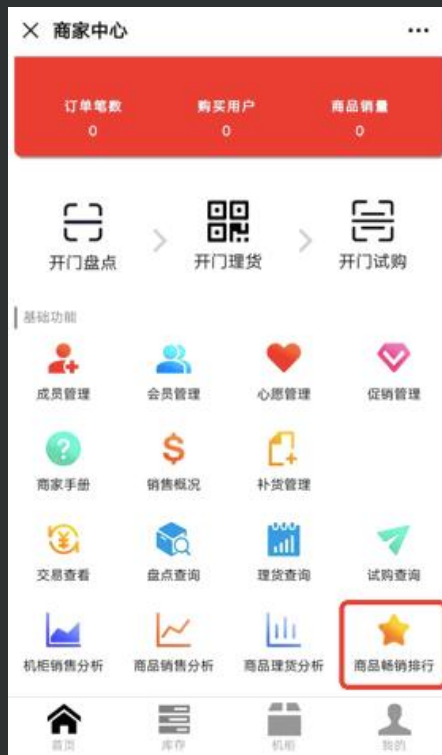 商家中心
订单笔数 购买用户 商品销量
0 0 0
开门盘点 开门理货 开门试购
基础功能
成员管理 会员管理 心愿管理 促销管理
商家手册 销售概况 补货管理
交易查看 盘点查询 理货查询 试购查询
机柜销售分析 商品销售分析 商品理货分析 商品畅销排行
首页 库存 机柜 我的